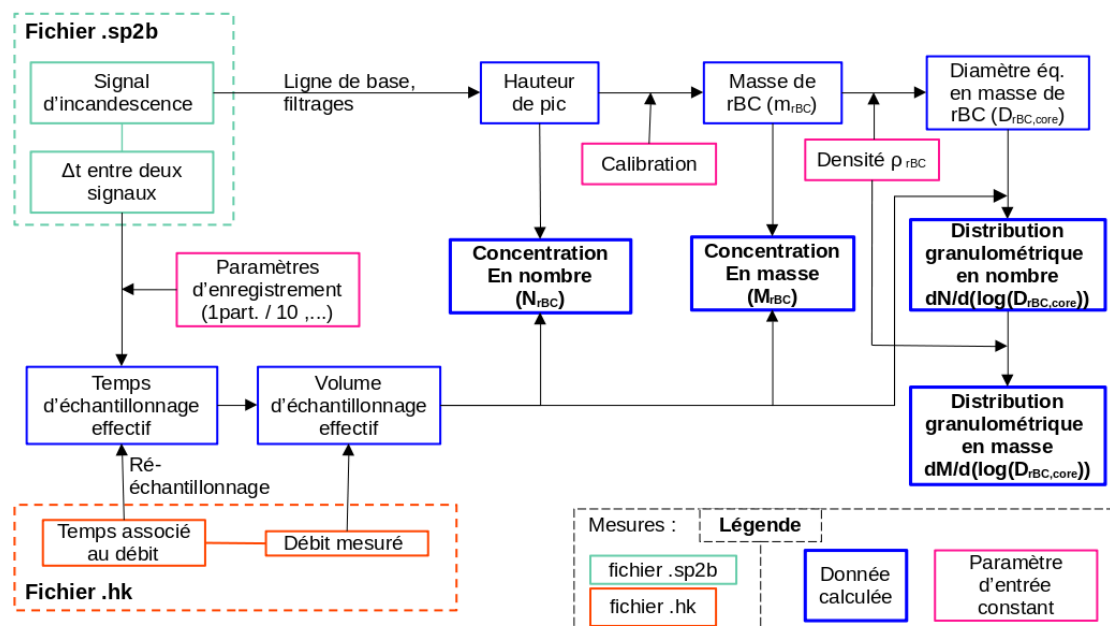 Fichier .sp2b
Signal
d'incandescence
Δt entre deux
signaux
Ligne de base,
filtrages
Hauteur
de pic
Calibration
Masse de
rBC (mrBC)
Densité ρ rBC
Diamètre éq.
en masse de
rBC (DrBC,core)
Paramètres
d'enregistrement
(1part. / 10 ,...)
Concentration
En nombre
(NrBC)
Concentration
En masse
(MrBC)
Distribution
granulométrique
en nombre
dN/d(log(DrBC,core))
Temps
d'échantillonnage
effectif
Volume
d'échantillonnage
effectif
Distribution
granulométrique
en masse
dM/d(log(DrBC,core))
Ré-
échantillonnage
Temps associé
au débit
Débit mesuré
Fichier .hk
Mesures :
Légende
fichier .sp2b
fichier .hk
Donnée
calculée
Paramètre
d'entrée
constant